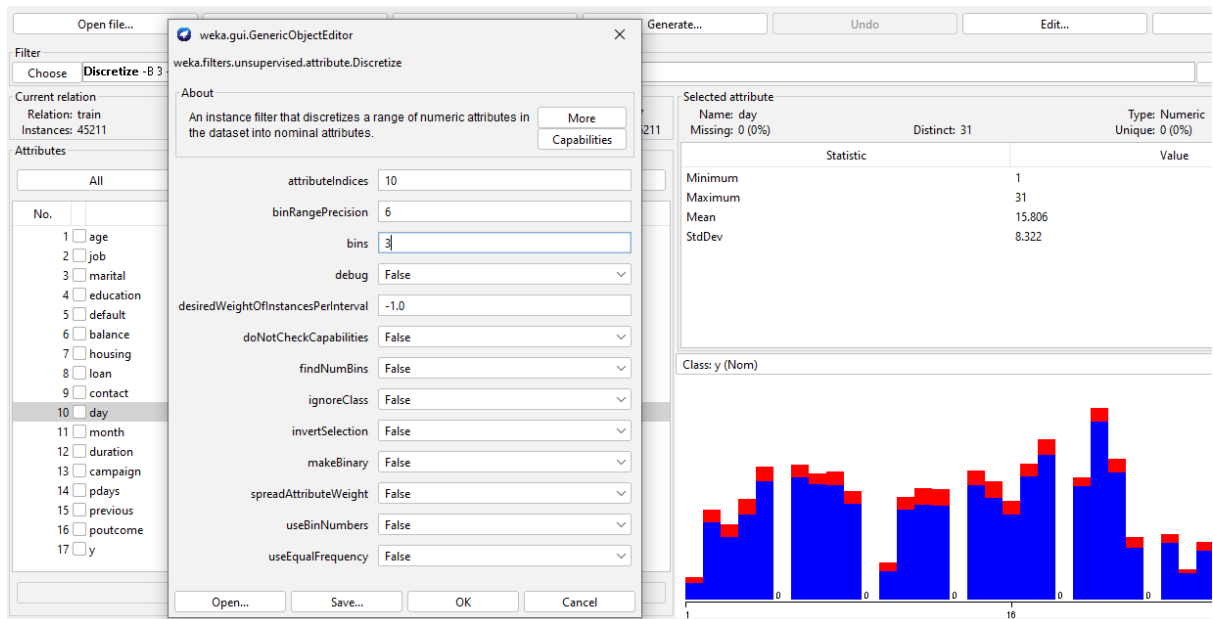 Open file...
Generate...
Undo
Edit...
Filter
Choose
Discretize -B 3 -
Current relation
Relation: train
Instances: 45211
Attributes
All
No.
1 age
2 job
3 marital
4 education
5 default
6 balance
7 housing
8 loan
9 contact
10 day
11 month
12 duration
13 campaign
14 pdays
15 previous
16 poutcome
17 y
weka.gui.GenericObjectEditor
weka.filters.unsupervised.attribute.Discretize
About
An instance filter that discretizes a range of numeric attributes in
the dataset into nominal attributes.
More
Capabilities
attributeIndices 10
binRangePrecision 6
bins 3
debug False
desiredWeightOfInstancesPerInterval -1.0
doNotCheckCapabilities False
findNumBins False
ignoreClass False
invertSelection False
makeBinary False
spreadAttributeWeight False
useBinNumbers False
useEqualFrequency False
Open... Save... OK Cancel
211
Selected attribute
Name: day Type: Numeric
Missing: 0 (0%) Distinct: 31 Unique: 0 (0%)
Statistic Value
Minimum 1
Maximum 31
Mean 15.806
StdDev 8.322
Class: y (Nom)
0 0 0 0 0
1 16